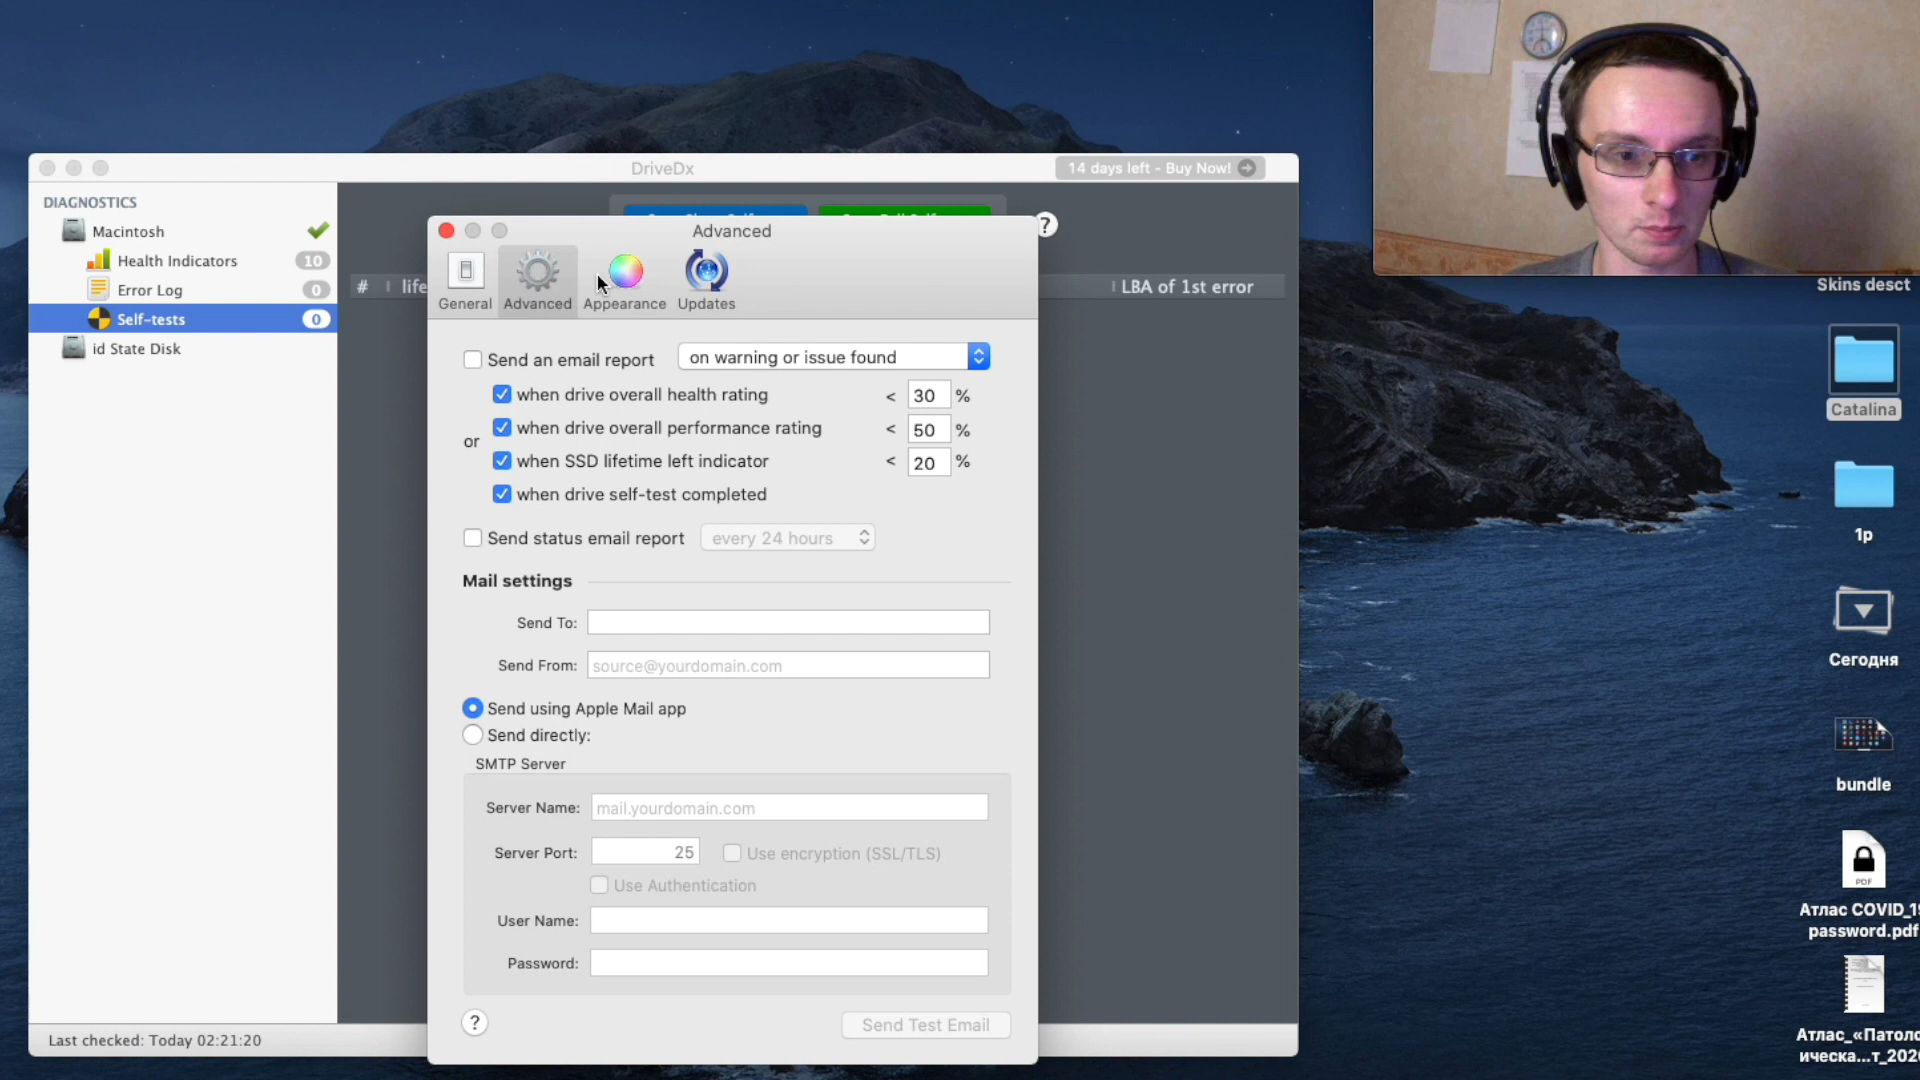 DriveDx
14 days left - Buy Now!
DIAGNOSTICS
Macintosh
Health Indicators 10
Error Log 0
Self-tests 0
id State Disk
# life
LBA of 1st error
?
Advanced
General Advanced Appearance Updates
Send an email report on warning or issue found
when drive overall health rating < 30 %
when drive overall performance rating < 50 %
or
when SSD lifetime left indicator < 20 %
when drive self-test completed
Send status email report every 24 hours
Mail settings
Send To:
Send From: source@yourdomain.com
Send using Apple Mail app
Send directly:
SMTP Server
Server Name: mail.yourdomain.com
Server Port: 25 Use encryption (SSL/TLS)
Use Authentication
User Name:
Password:
? Send Test Email
Last checked: Today 02:21:20
Skins desct
Catalina
1p
Сегодня
bundle
PDF
Атлас COVID_19
password.pdf
Атлас_«Патоло
ическа...т_2020